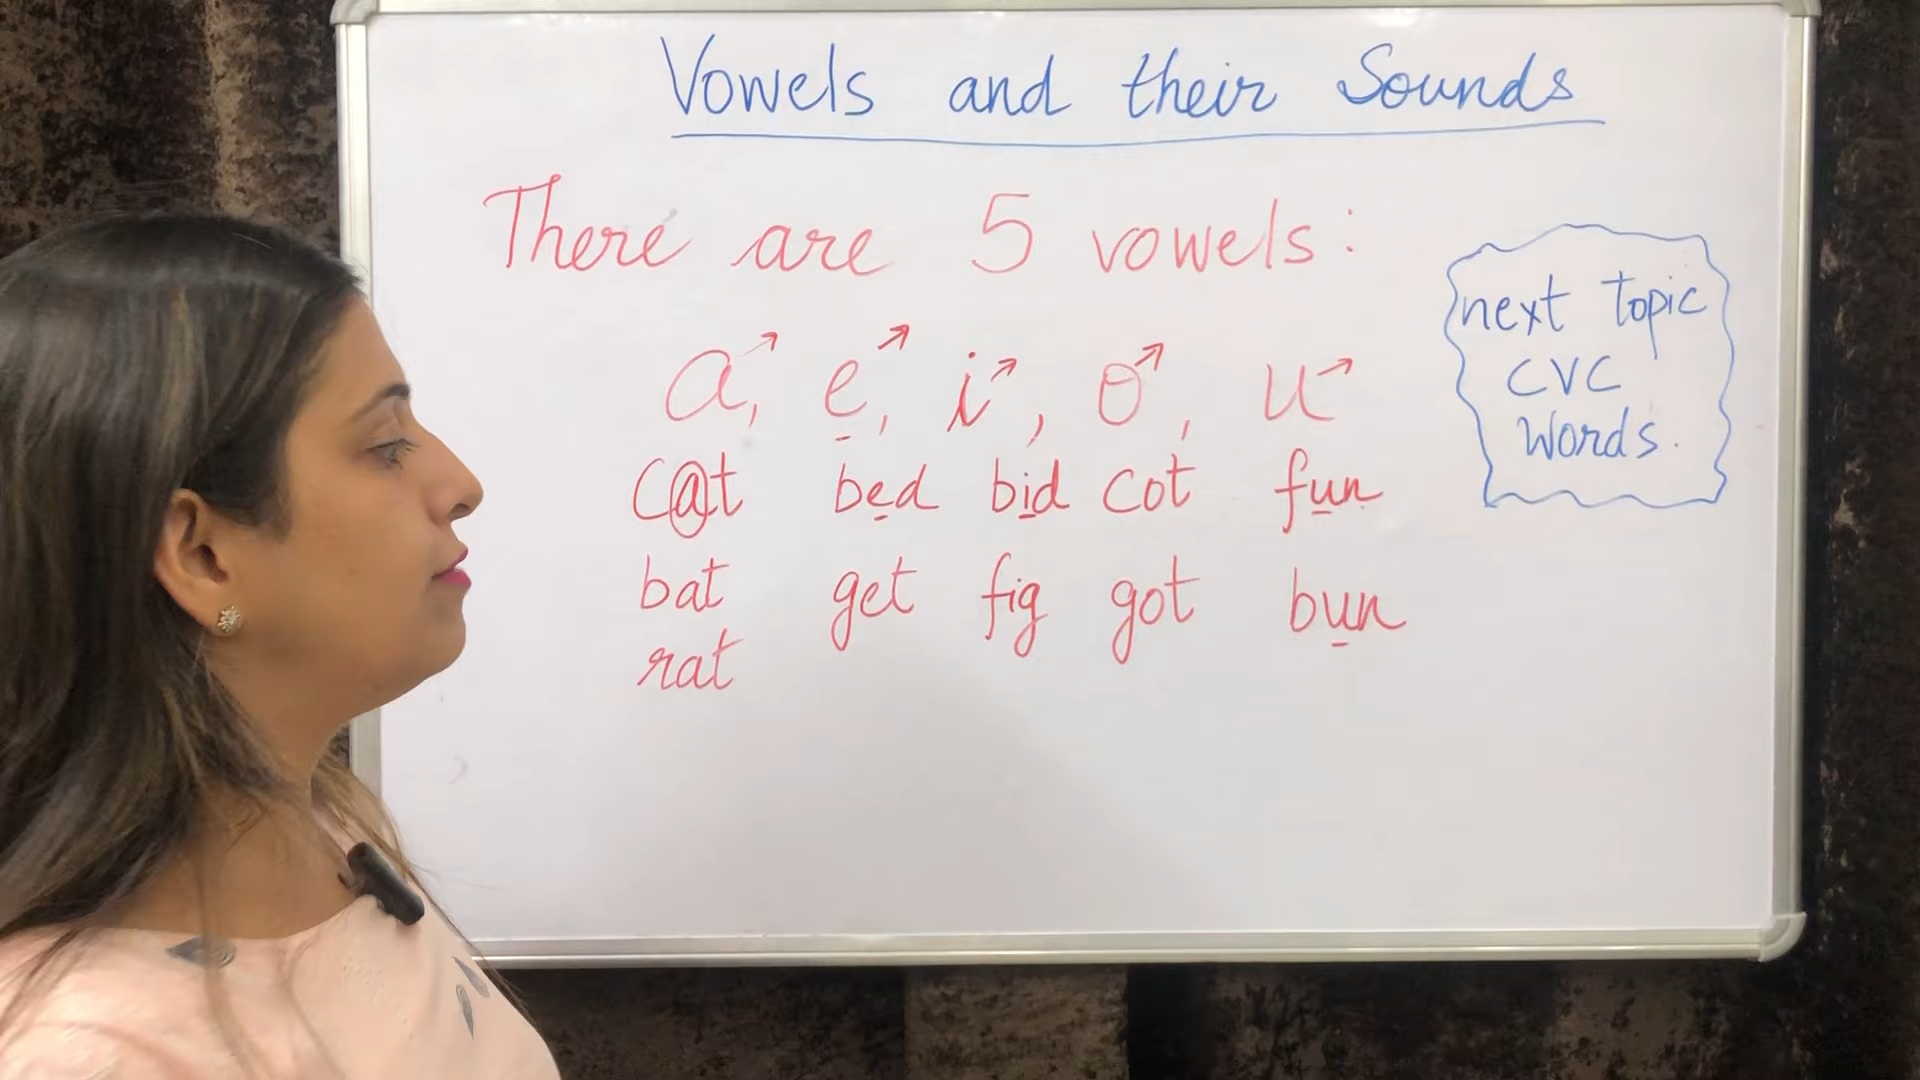 Vowels and their Sounds
There are 5 vowels:
a, e, i, o, u
cat bed bid cot fun
bat get fig got bun
rat
next topic
CVC
Words.